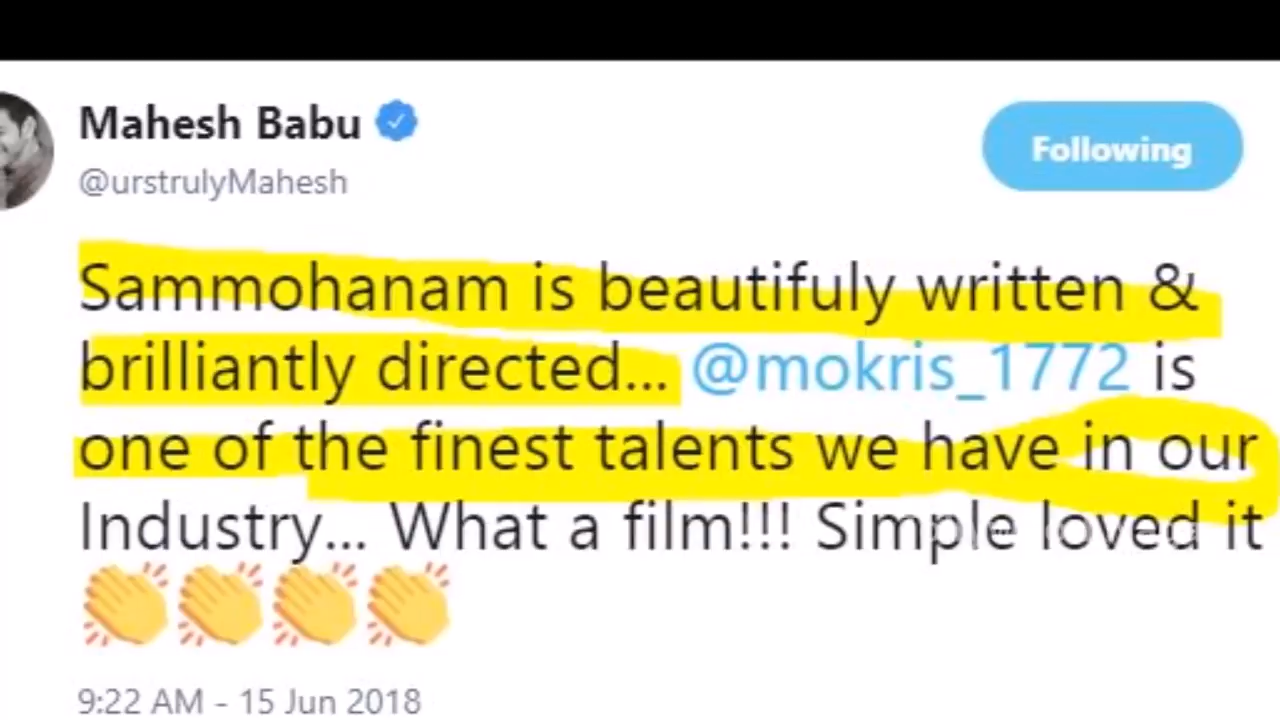 Mahesh Babu
Following
@urstrulyMahesh
Sammohanam is beautifuly written &
brilliantly directed... @mokris_1772 is
one of the finest talents we have in our
Industry... What a film!!! Simple loved it
👏👏👏👏
9:22 AM - 15 Jun 2018